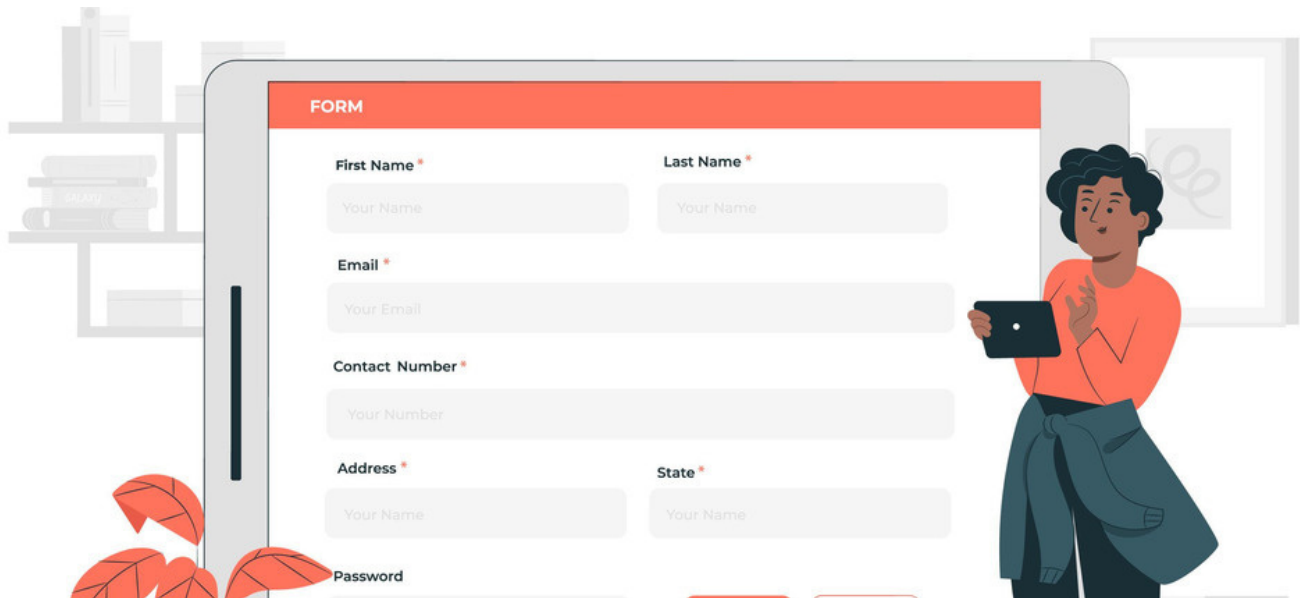 FORM
First Name *
Last Name *
Your Name
Your Name
Email *
Your Email
Contact Number *
Your Number
Address *
State *
Your Name
Your Name
Password